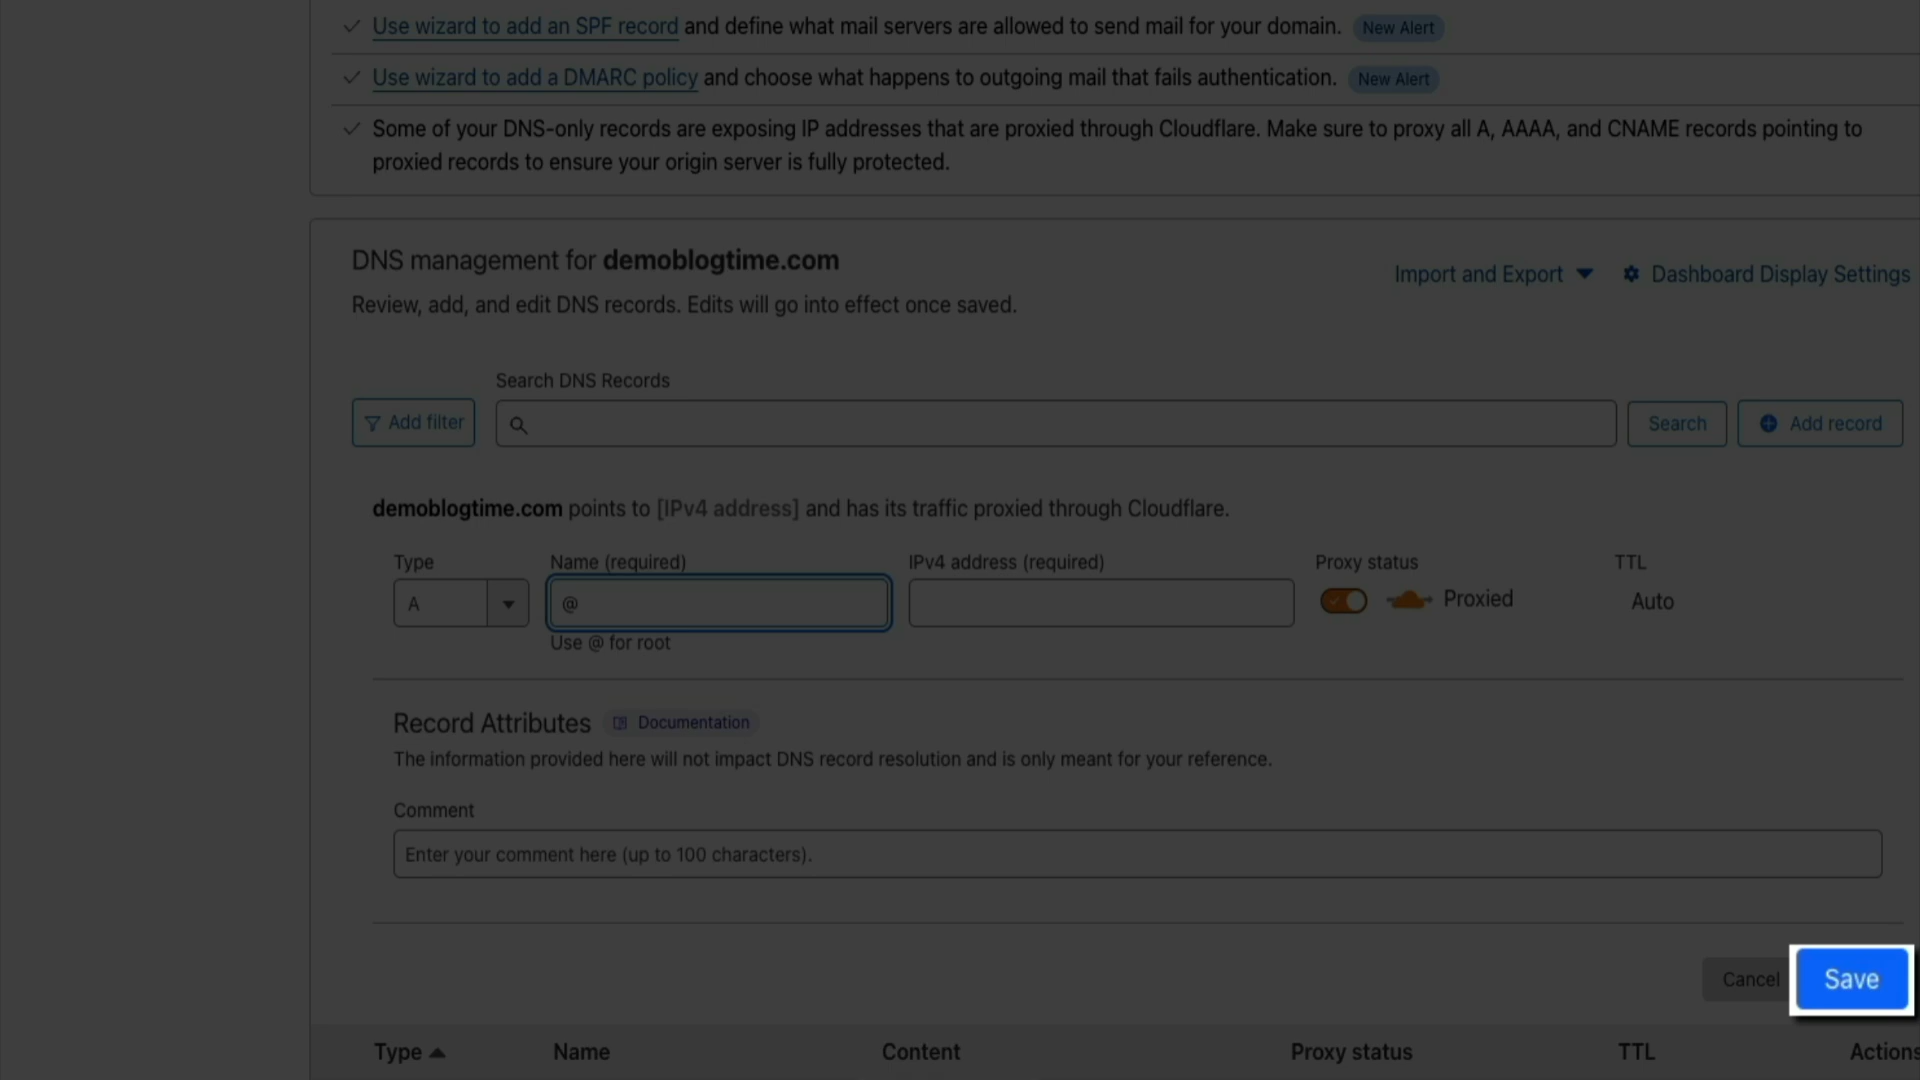 Use wizard to add an SPF record and define what mail servers are allowed to send mail for your domain. New Alert
Use wizard to add a DMARC policy and choose what happens to outgoing mail that fails authentication. New Alert
Some of your DNS-only records are exposing IP addresses that are proxied through Cloudflare. Make sure to proxy all A, AAAA, and CNAME records pointing to
proxied records to ensure your origin server is fully protected.
DNS management for demoblogtime.com
Import and Export Dashboard Display Settings
Review, add, and edit DNS records. Edits will go into effect once saved.
Search DNS Records
Add filter Search Add record
demoblogtime.com points to [IPv4 address] and has its traffic proxied through Cloudflare.
Type Name (required) IPv4 address (required) Proxy status TTL
A @ Proxied Auto
Use @ for root
Record Attributes Documentation
The information provided here will not impact DNS record resolution and is only meant for your reference.
Comment
Enter your comment here (up to 100 characters).
Cancel Save
Type Name Content Proxy status TTL Actions